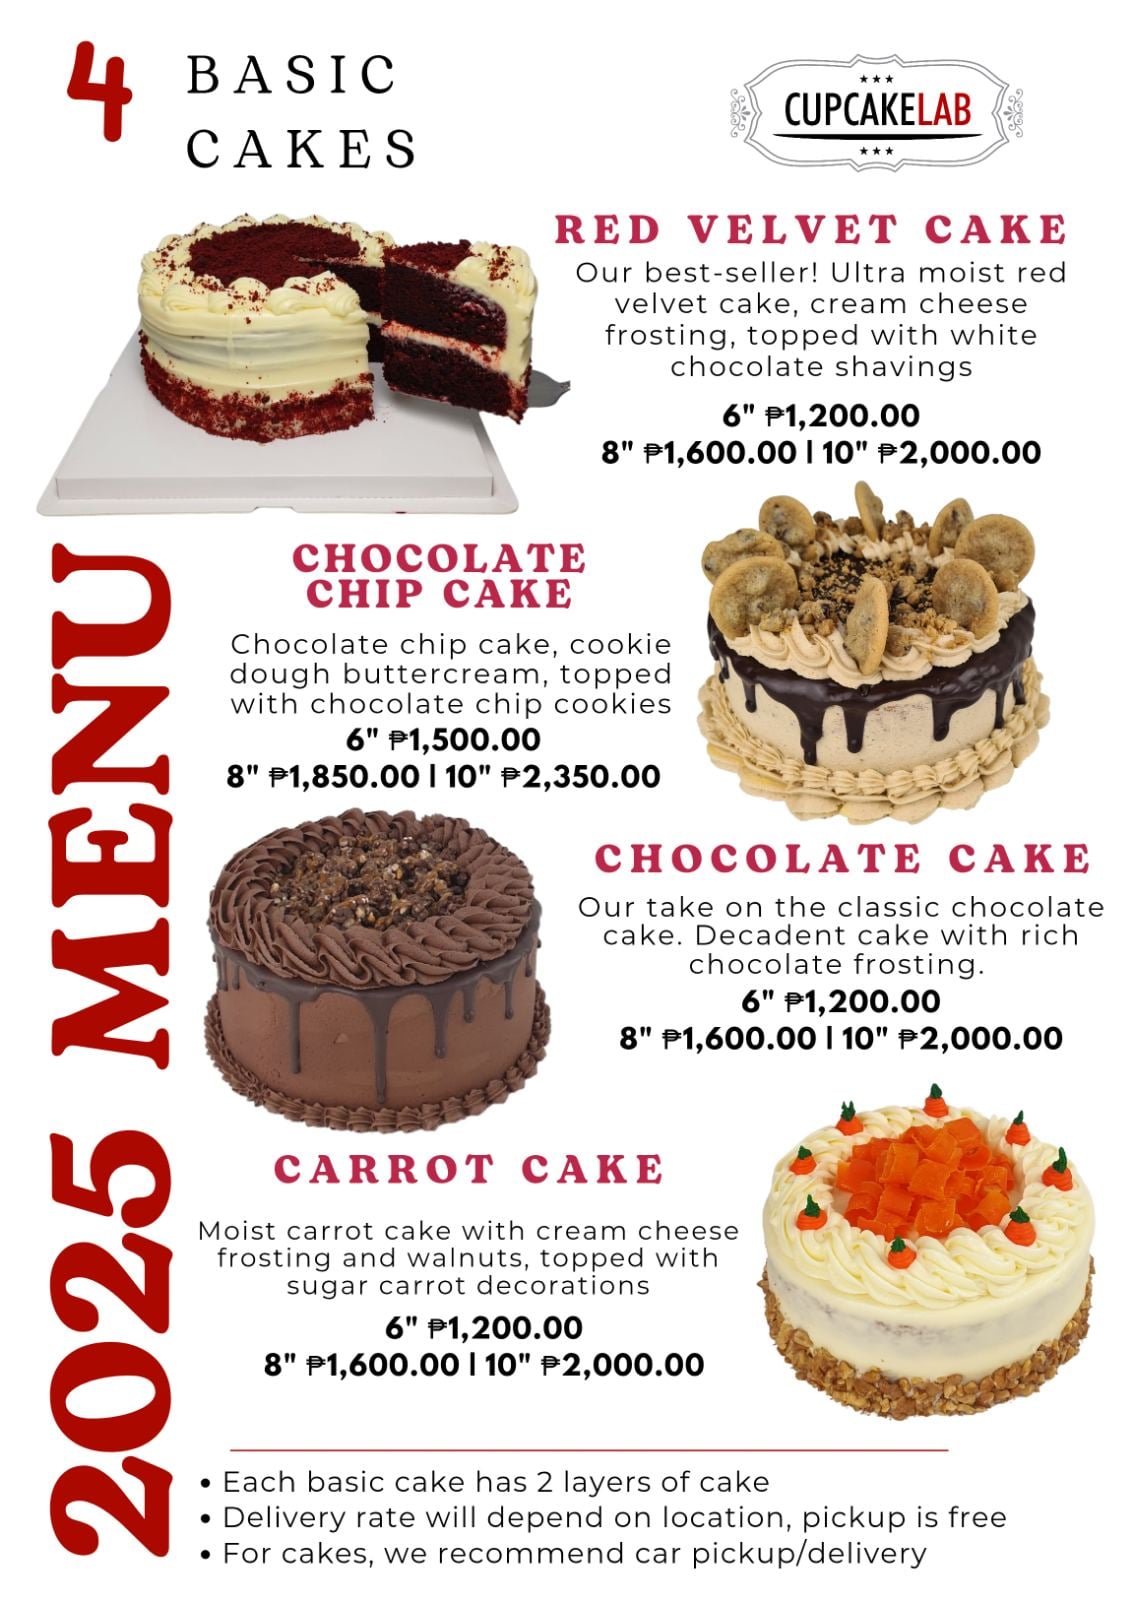 4 BASIC
CAKES
★★★
CUPCAKELAB
★★★
RED VELVET CAKE
Our best-seller! Ultra moist red
velvet cake, cream cheese
frosting, topped with white
chocolate shavings
6" ₱1,200.00
8" ₱1,600.00 | 10" ₱2,000.00
CHOCOLATE
CHIP CAKE
Chocolate chip cake, cookie
dough buttercream, topped
with chocolate chip cookies
6" ₱1,500.00
8" ₱1,850.00 | 10" ₱2,350.00
CHOCOLATE CAKE
Our take on the classic chocolate
cake. Decadent cake with rich
chocolate frosting.
6" ₱1,200.00
8" ₱1,600.00 | 10" ₱2,000.00
CARROT CAKE
Moist carrot cake with cream cheese
frosting and walnuts, topped with
sugar carrot decorations
6" ₱1,200.00
8" ₱1,600.00 | 10" ₱2,000.00
2025 MENU
• Each basic cake has 2 layers of cake
• Delivery rate will depend on location, pickup is free
• For cakes, we recommend car pickup/delivery